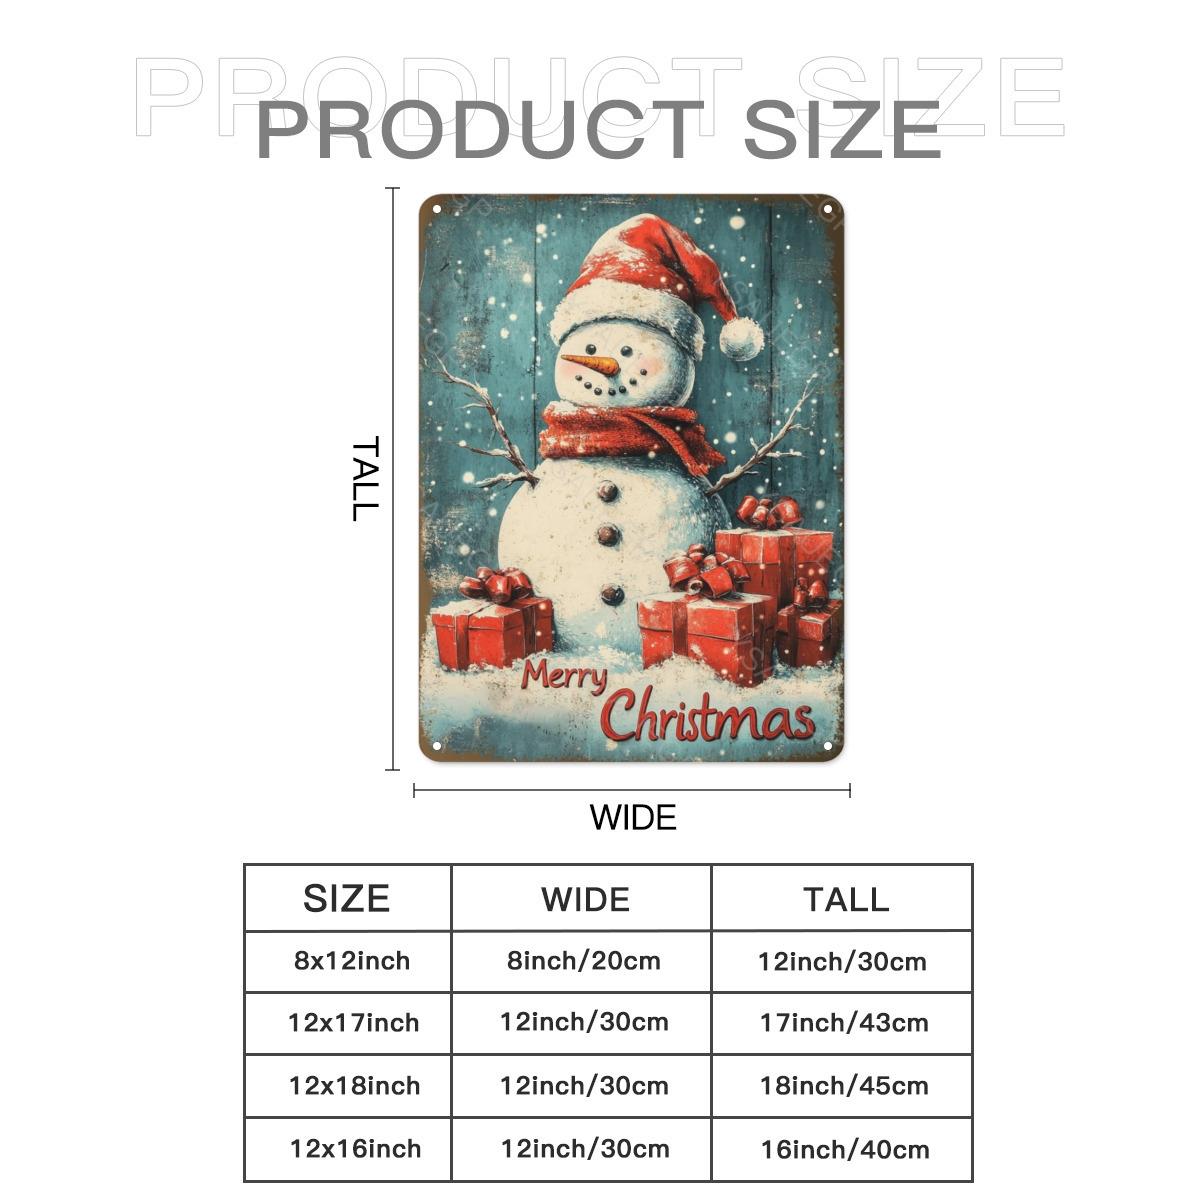 PRODUCT SIZE
PRODUCT SIZE
TALL
Merry
Christmas
WIDE
SIZE WIDE TALL
8x12inch 8inch/20cm 12inch/30cm
12x17inch 12inch/30cm 17inch/43cm
12x18inch 12inch/30cm 18inch/45cm
12x16inch 12inch/30cm 16inch/40cm